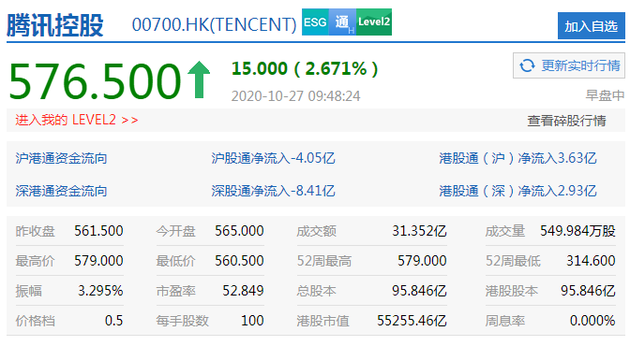 腾讯控股 00700.HK(TENCENT) ESG 通H Level2 加入自选
576.500 15.000（2.671%） 更新实时行情
2020-10-27 09:48:24 早盘中
进入我的 LEVEL2 >> 查看碎股行情
沪港通资金流向 沪股通净流入-4.05亿 港股通（沪）净流入3.63亿
深港通资金流向 深股通净流入-8.41亿 港股通（深）净流入2.93亿
昨收盘 561.500 今开盘 565.000 成交额 31.352亿 成交量 549.984万股
最高价 579.000 最低价 560.500 52周最高 579.000 52周最低 314.600
振幅 3.295% 市盈率 52.849 总股本 95.846亿 港股股本 95.846亿
价格档 0.5 每手股数 100 港股市值 55255.46亿 周息率 0.000%